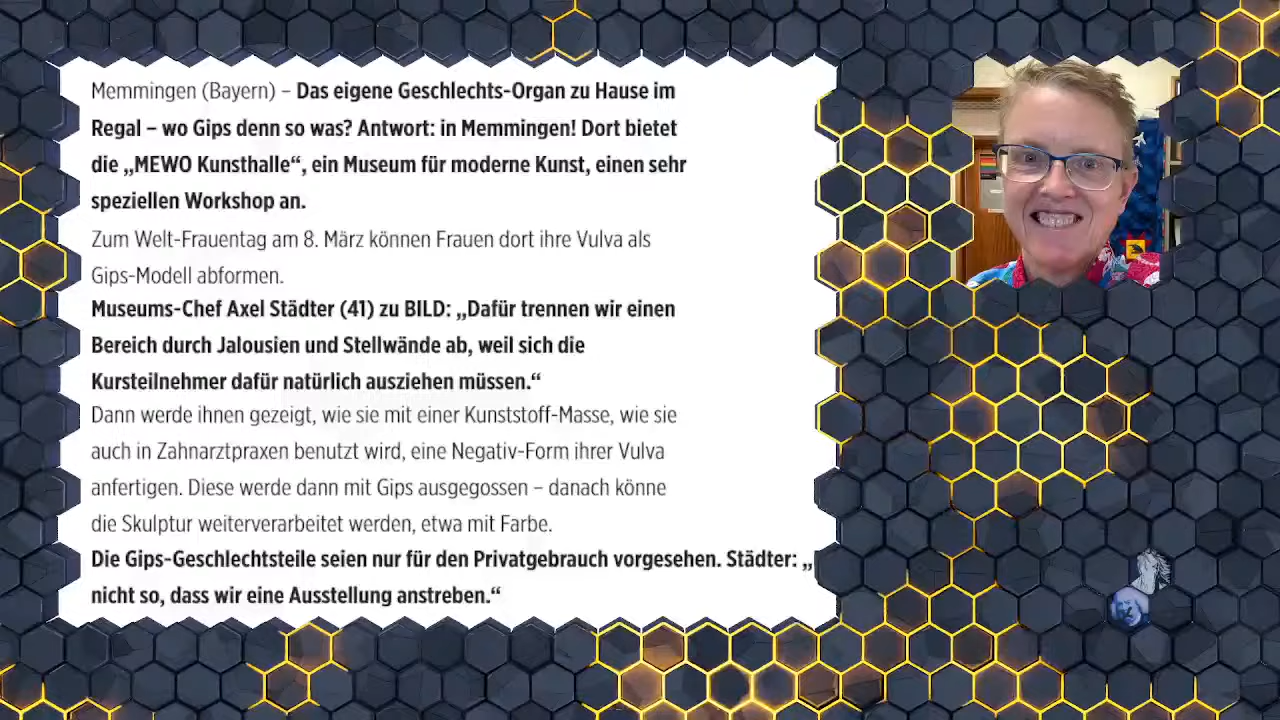 Memmingen (Bayern) – Das eigene Geschlechts-Organ zu Hause im
Regal – wo Gips denn so was? Antwort: in Memmingen! Dort bietet
die „MEWO Kunsthalle“, ein Museum für moderne Kunst, einen sehr
speziellen Workshop an.
Zum Welt-Frauentag am 8. März können Frauen dort ihre Vulva als
Gips-Modell abformen.
Museums-Chef Axel Städter (41) zu BILD: „Dafür trennen wir einen
Bereich durch Jalousien und Stellwände ab, weil sich die
Kursteilnehmer dafür natürlich ausziehen müssen.“
Dann werde ihnen gezeigt, wie sie mit einer Kunststoff-Masse, wie sie
auch in Zahnarztpraxen benutzt wird, eine Negativ-Form ihrer Vulva
anfertigen. Diese werde dann mit Gips ausgegossen – danach könne
die Skulptur weiterverarbeitet werden, etwa mit Farbe.
Die Gips-Geschlechtsteile seien nur für den Privatgebrauch vorgesehen. Städter: „
nicht so, dass wir eine Ausstellung anstreben.“